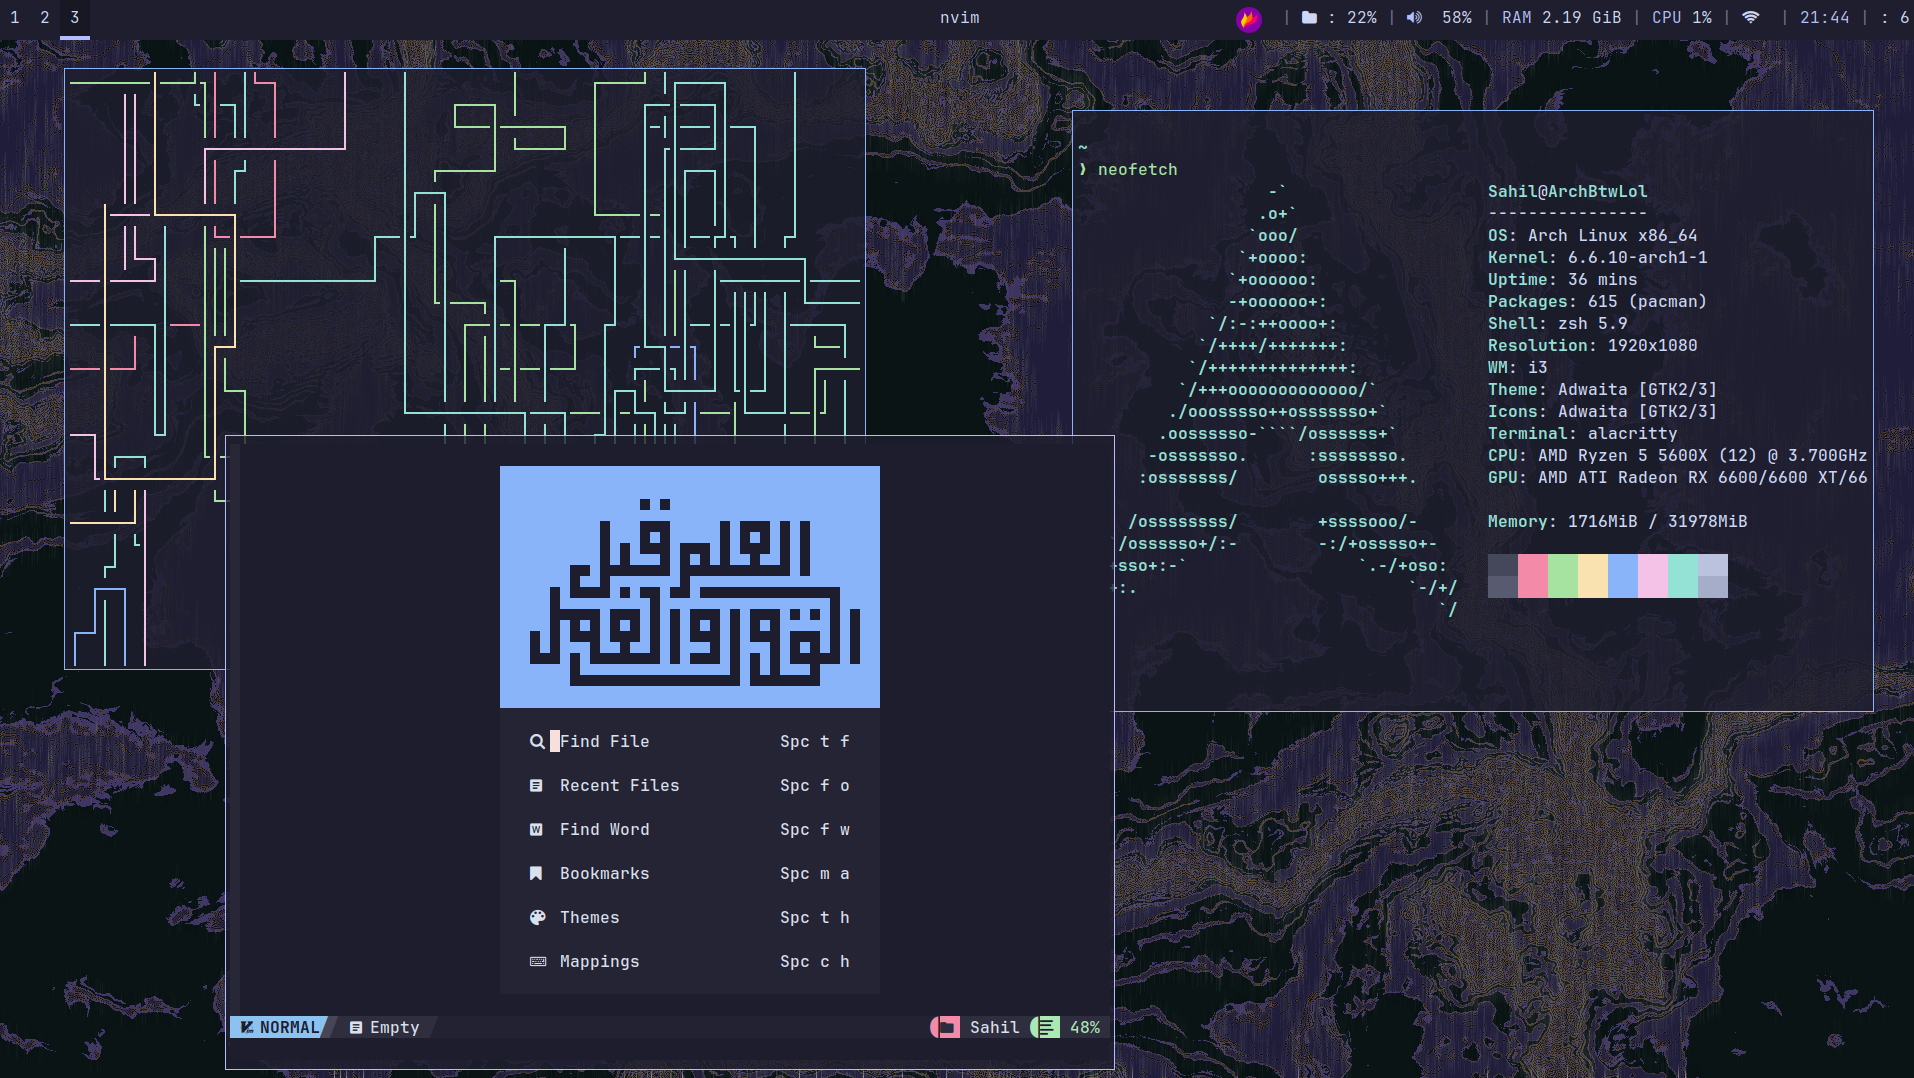 1 2 3
nvim
| : 22% | 58% | RAM 2.19 GiB | CPU 1% | | 21:44 | : 6
~
❯ neofetch
Sahil@ArchBtwLol
----------------
OS: Arch Linux x86_64
Kernel: 6.6.10-arch1-1
Uptime: 36 mins
Packages: 615 (pacman)
Shell: zsh 5.9
Resolution: 1920x1080
WM: i3
Theme: Adwaita [GTK2/3]
Icons: Adwaita [GTK2/3]
Terminal: alacritty
CPU: AMD Ryzen 5 5600X (12) @ 3.700GHz
GPU: AMD ATI Radeon RX 6600/6600 XT/66
Memory: 1716MiB / 31978MiB
Find File Spc t f
Recent Files Spc f o
Find Word Spc f w
Bookmarks Spc m a
Themes Spc t h
Mappings Spc c h
NORMAL Empty Sahil 48%